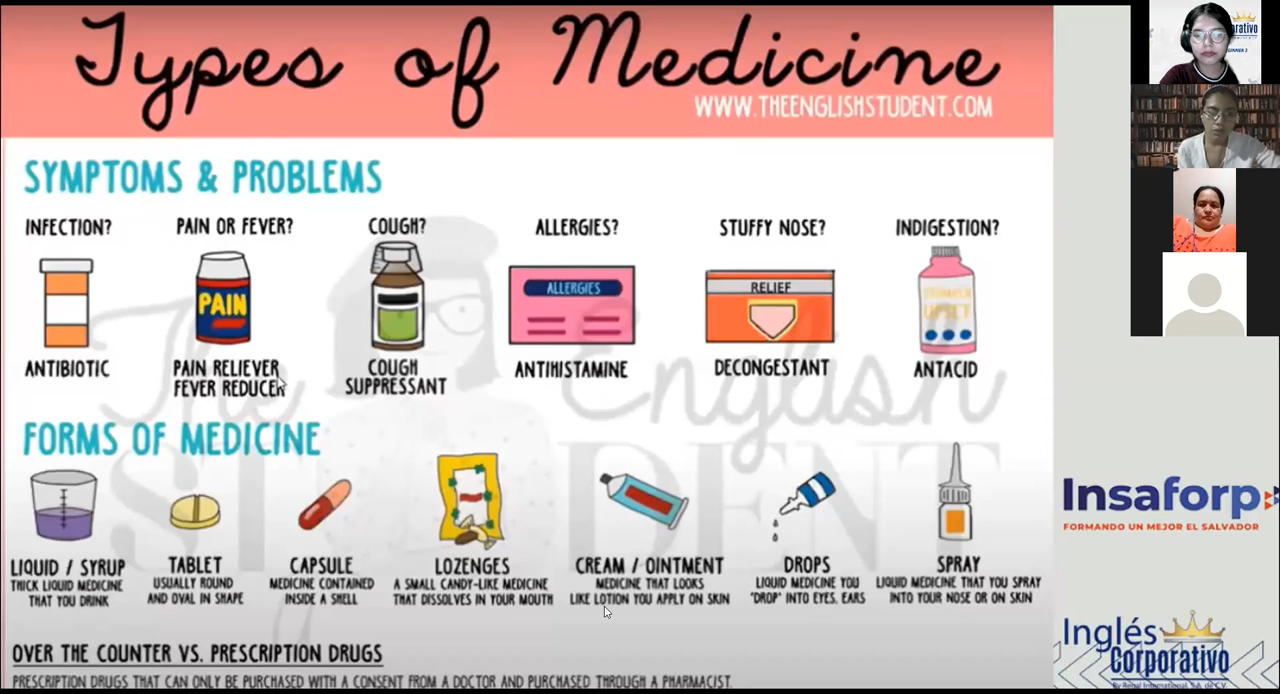 Types of Medicine
WWW.THEENGLISHSTUDENT.COM
SYMPTOMS & PROBLEMS
INFECTION?
PAIN OR FEVER?
COUGH?
ALLERGIES?
STUFFY NOSE?
INDIGESTION?
PAIN
ALLERGIES
RELIEF
ANTIBIOTIC
PAIN RELIEVER
FEVER REDUCER
COUGH
SUPPRESSANT
ANTIHISTAMINE
DECONGESTANT
ANTACID
The English
STUDENT
FORMS OF MEDICINE
LIQUID / SYRUP
THICK LIQUID MEDICINE
THAT YOU DRINK
TABLET
USUALLY ROUND
AND OVAL IN SHAPE
CAPSULE
MEDICINE CONTAINED
INSIDE A SHELL
LOZENGES
A SMALL CANDY-LIKE MEDICINE
THAT DISSOLVES IN YOUR MOUTH
CREAM / OINTMENT
MEDICINE THAT LOOKS
LIKE LOTION YOU APPLY ON SKIN
DROPS
LIQUID MEDICINE YOU
"DROP" INTO EYES, EARS
SPRAY
LIQUID MEDICINE THAT YOU SPRAY
INTO YOUR NOSE OR ON SKIN
OVER THE COUNTER VS. PRESCRIPTION DRUGS
PRESCRIPTION DRUGS THAT CAN ONLY BE PURCHASED WITH A CONSENT FROM A DOCTOR AND PURCHASED THROUGH A PHARMACIST.
Insaforp
FORMANDO UN MEJOR EL SALVADOR
Inglés
Corporativo